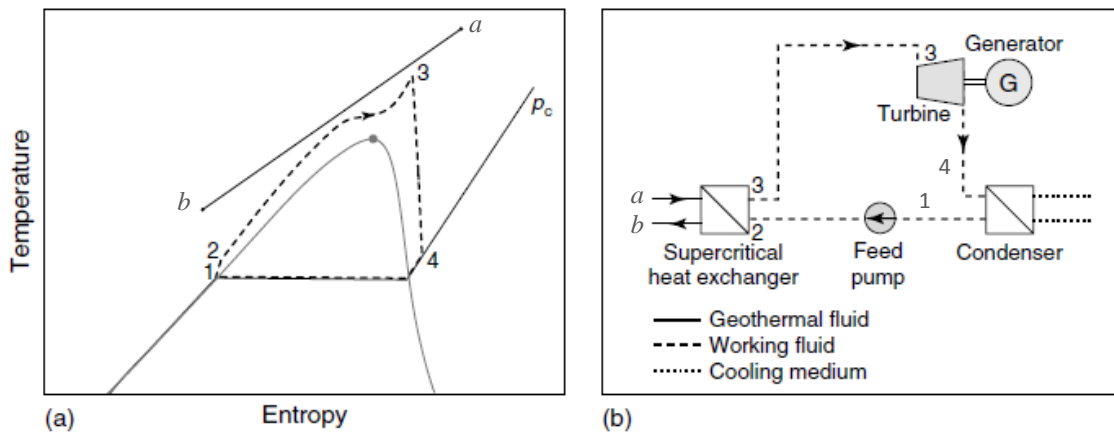 a
3
p
c
b
2
1
4
Temperature
Entropy
(a)
3
Generator
G
Turbine
4
a
3
1
b
2
Supercritical
heat exchanger
Feed
pump
Condenser
Geothermal fluid
Working fluid
Cooling medium
(b)